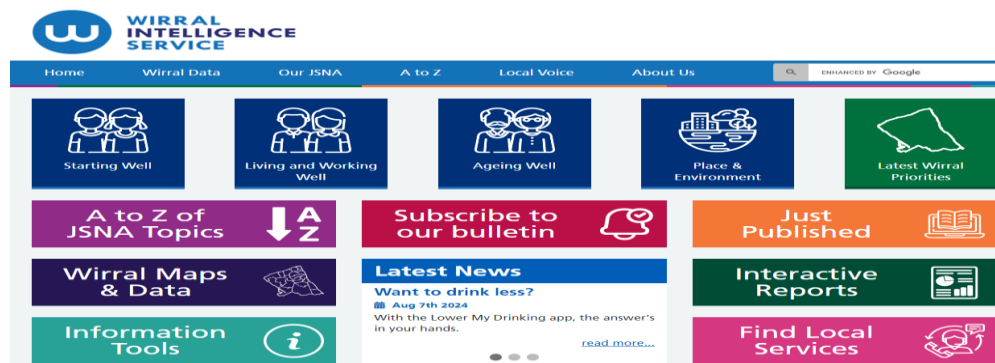 WIRRAL
INTELLIGENCE
SERVICE
Home Wirral Data Our JSNA A to Z Local Voice About Us ENHANCED BY Google
Starting Well
Living and Working
Well
Ageing Well
Place &
Environment
Latest Wirral
Priorities
A to Z of
JSNA Topics
A
Z
Subscribe to
our bulletin
Just
Published
Wirral Maps
& Data
Latest News
Want to drink less?
Aug 7th 2024
With the Lower My Drinking app, the answer's
in your hands.
read more...
Interactive
Reports
Information
Tools
i
Find Local
Services